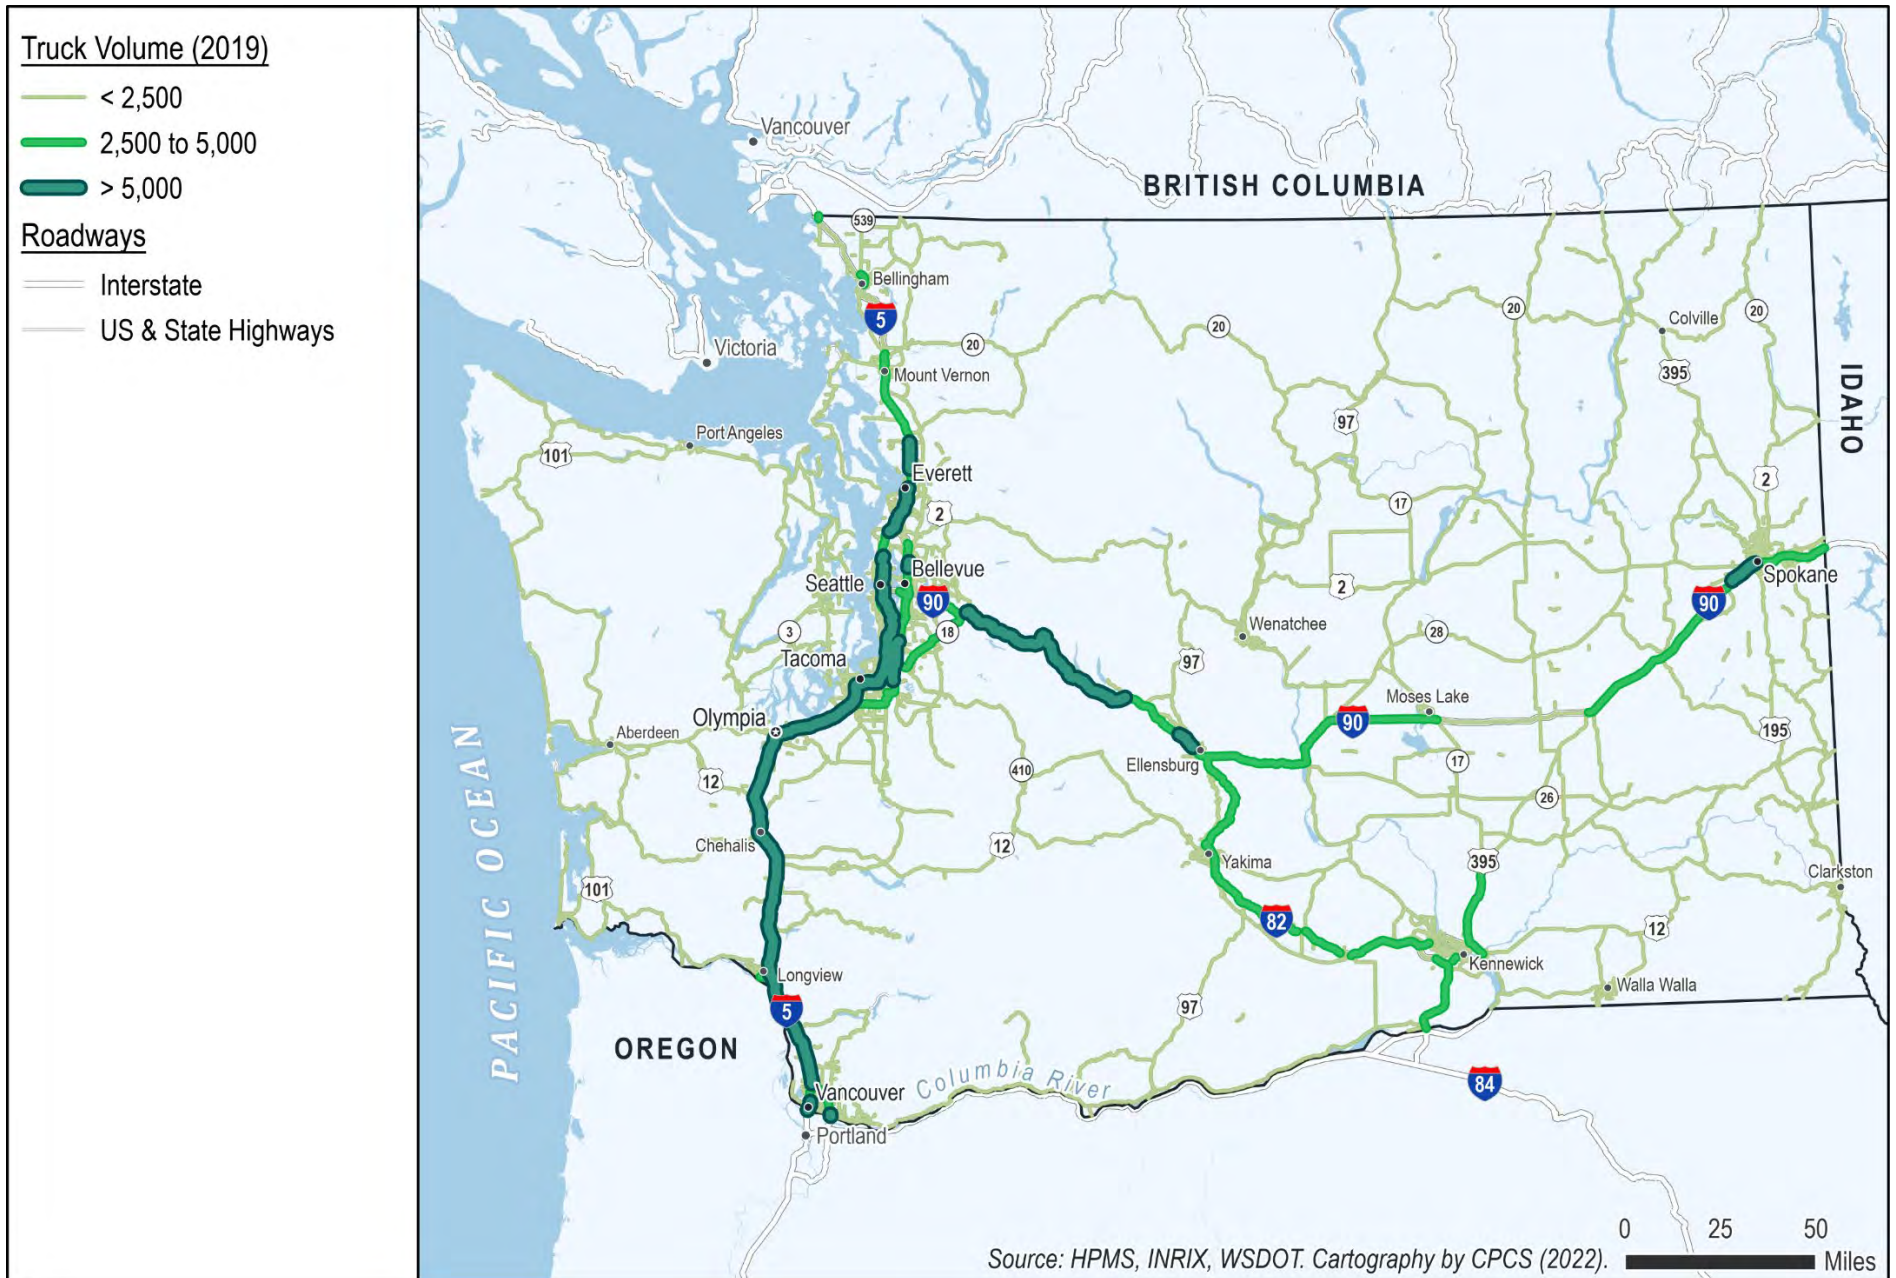 Truck Volume (2019)
< 2,500
2,500 to 5,000
> 5,000
Roadways
Interstate
US & State Highways
Vancouver
BRITISH COLUMBIA
539
Bellingham
5
20
20
20
20
Colville
Victoria
Mount Vernon
395
IDAHO
97
Port Angeles
101
Everett
2
17
2
Seattle
Bellevue
90
2
90
Spokane
3
18
Wenatchee
28
Tacoma
97
Moses Lake
Olympia
90
Aberdeen
195
12
410
Ellensburg
17
26
Chehalis
12
Yakima
395
Clarkston
101
82
12
PACIFIC OCEAN
Longview
Kennewick
Walla Walla
5
97
OREGON
Columbia River
84
Vancouver
Portland
0 25 50
Source: HPMS, INRIX, WSDOT. Cartography by CPCS (2022).
Miles